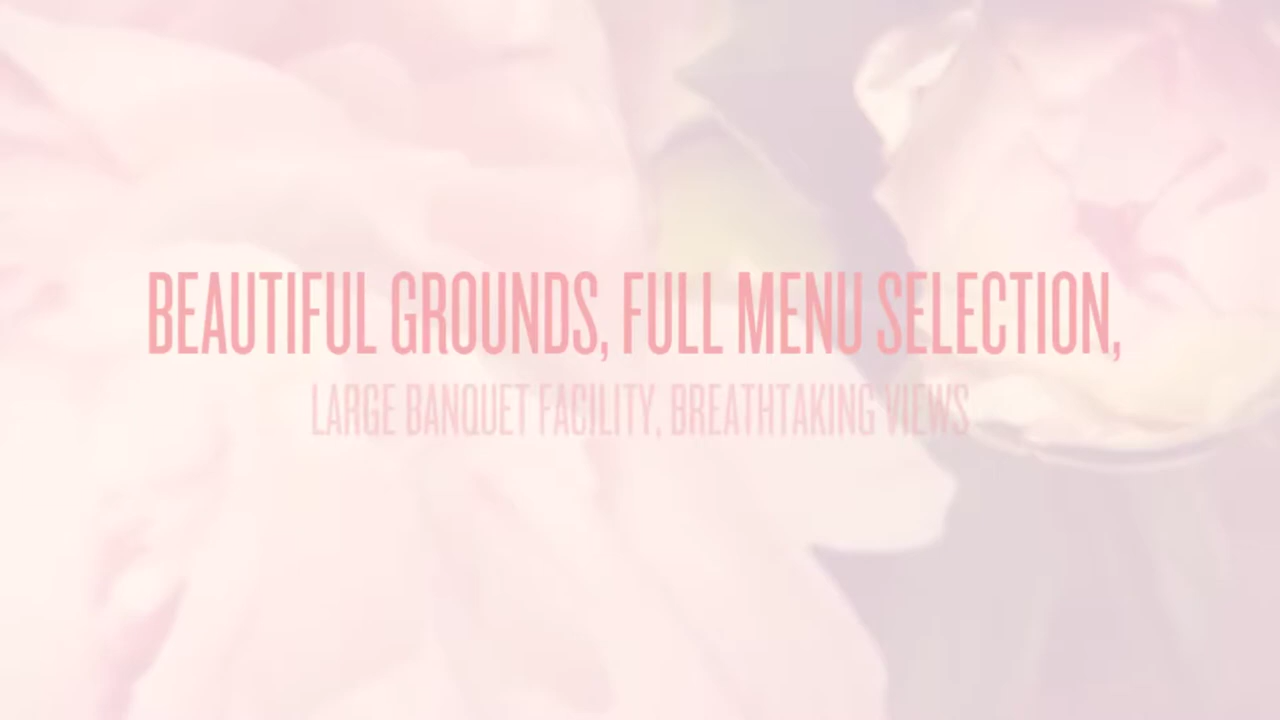 BEAUTIFUL GROUNDS, FULL MENU SELECTION,
LARGE BANQUET FACILITY, BREATHTAKING VIEWS